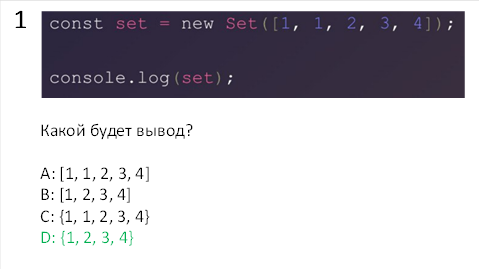 1
const set = new Set([1, 1, 2, 3, 4]);
console.log(set);
Какой будет вывод?
A: [1, 1, 2, 3, 4]
B: [1, 2, 3, 4]
C: {1, 1, 2, 3, 4}
D: {1, 2, 3, 4}